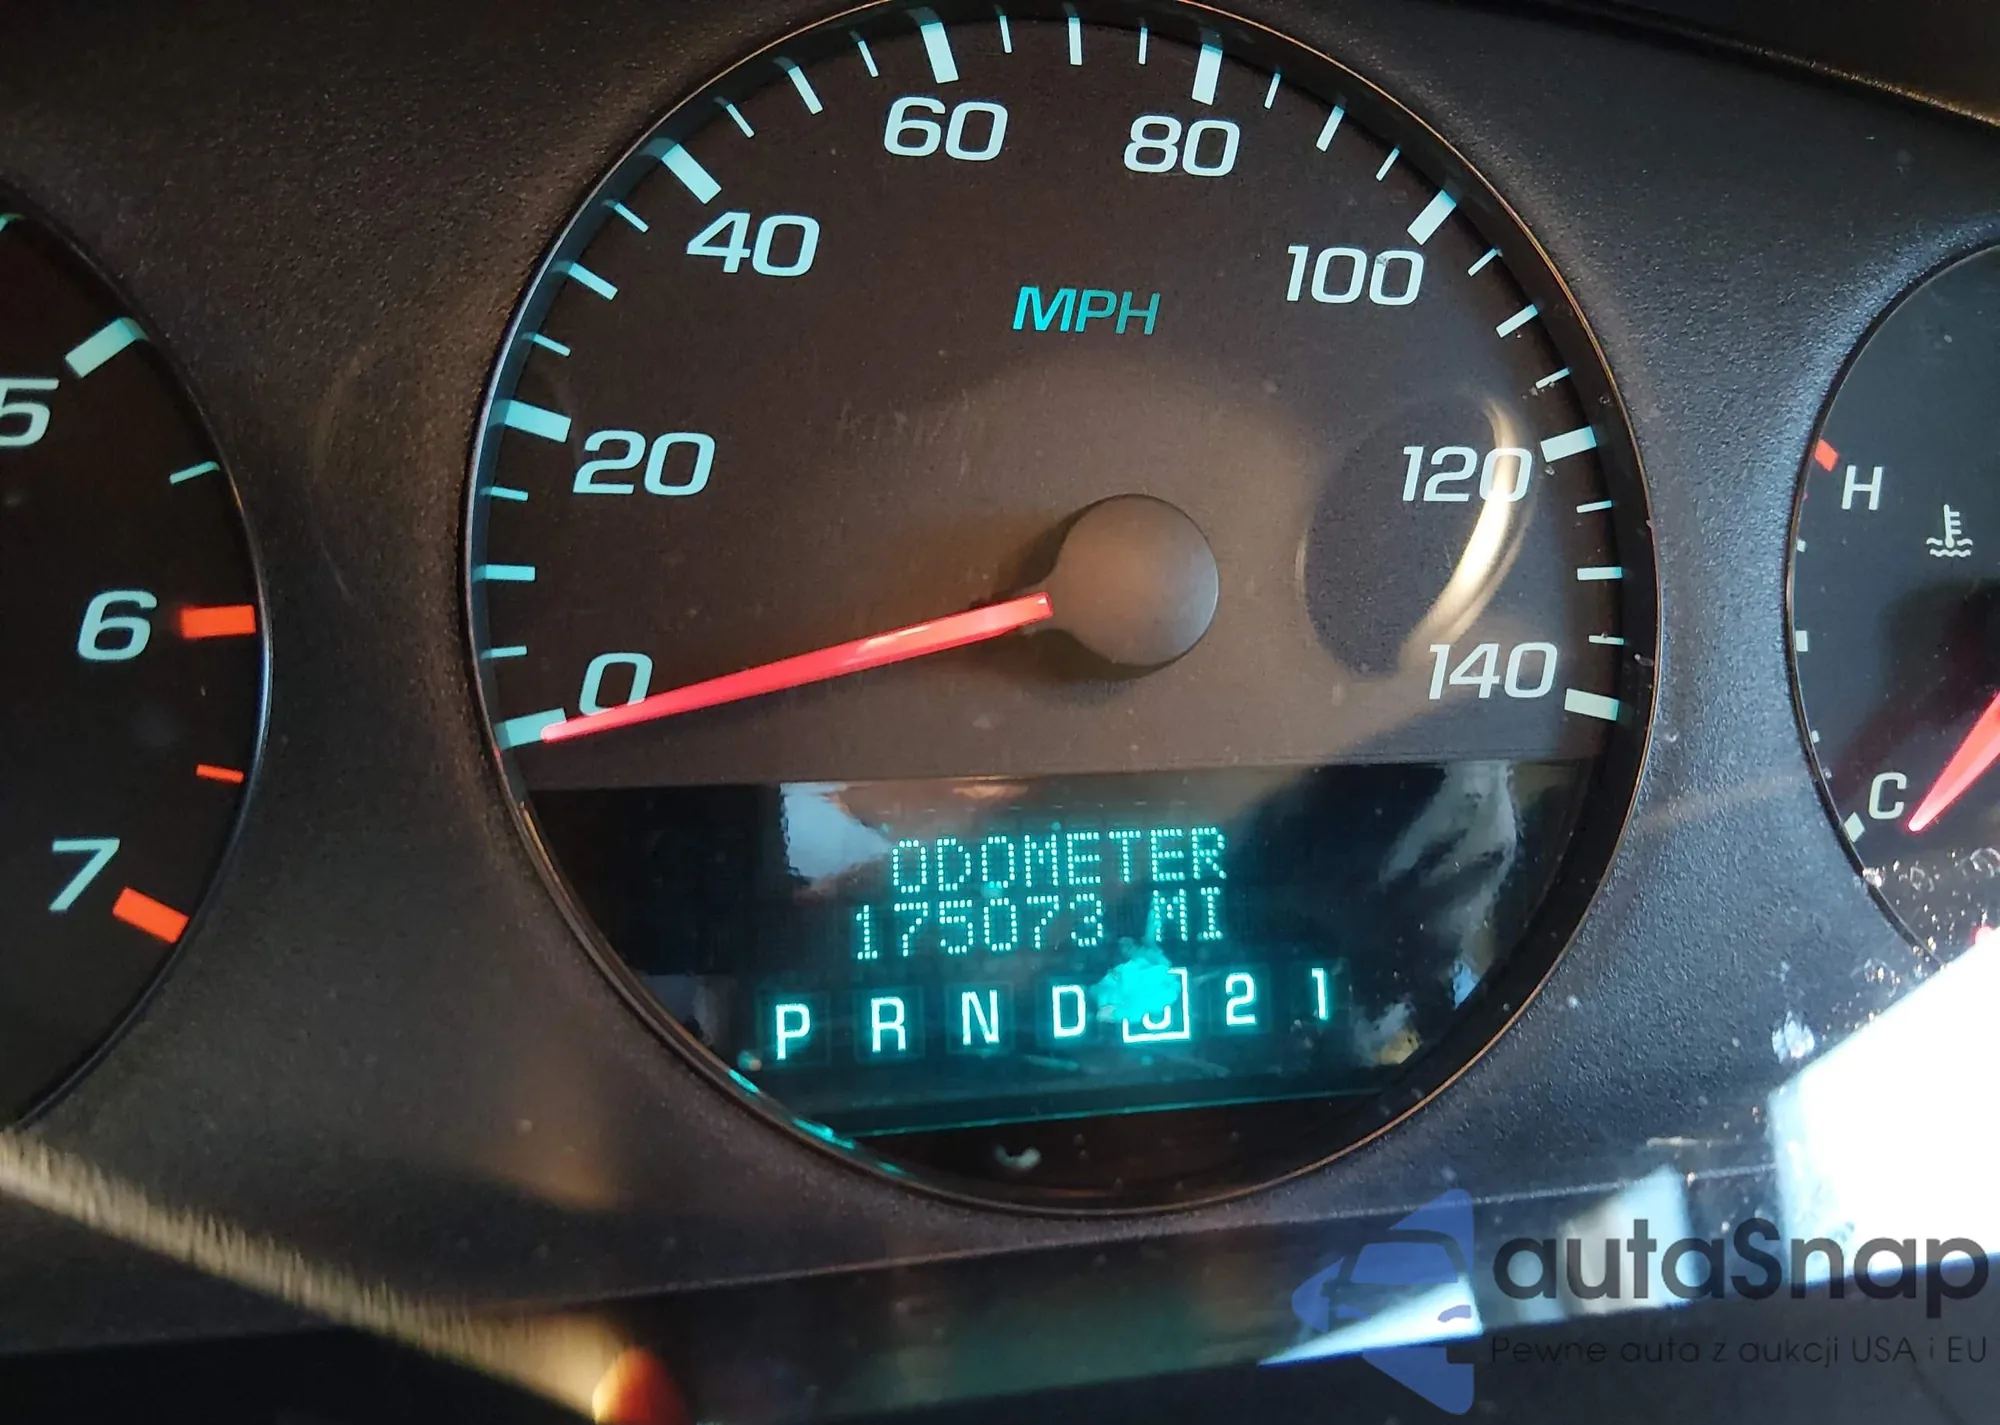 60
80
40
100
MPH
5
20
120
H
6
0
140
C
7
ODOMETER
175073 MI
P R N D 3 2 1
autaSnap
Pewne auta z aukcji USA i EU